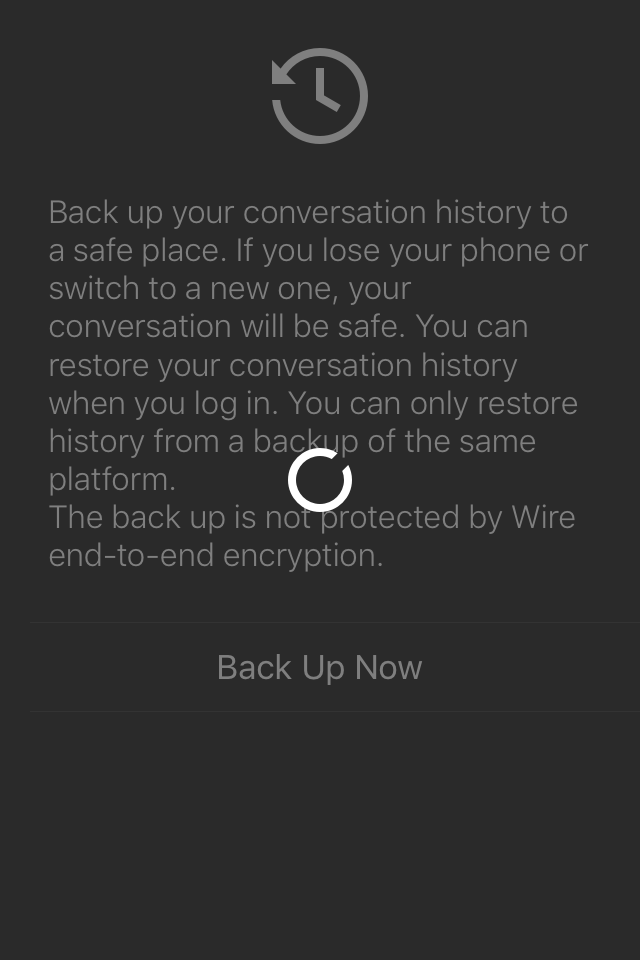 Back up your conversation history to
a safe place. If you lose your phone or
switch to a new one, your
conversation will be safe. You can
restore your conversation history
when you log in. You can only restore
history from a backup of the same
platform.
The back up is not protected by Wire
end-to-end encryption.
Back Up Now